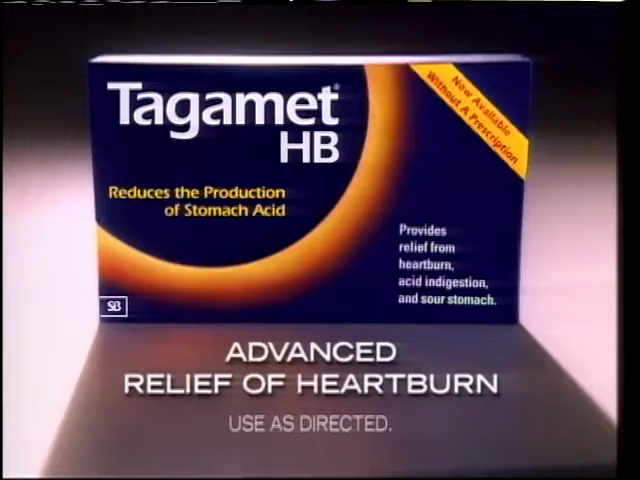 Tagamet®
HB
Now Available
Without A Prescription
Reduces the Production
of Stomach Acid
Provides
relief from
heartburn,
acid indigestion,
and sour stomach.
SB
ADVANCED
RELIEF OF HEARTBURN
USE AS DIRECTED.